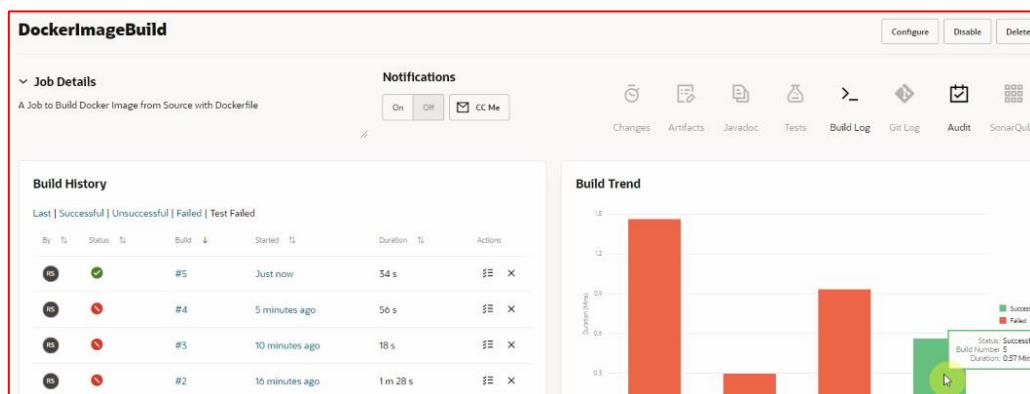 DockerImageBuild
Configure
Disable
Delete
Job Details
A Job to Build Docker Image from Source with Dockerfile
Notifications
On
Off
CC Me
Changes
Artifacts
Javadoc
Tests
Build Log
Git Log
Audit
SonarQub
Build History
Last | Successful | Unsuccessful | Failed | Test Failed
By Status Build Started Duration Actions
RS #5 Just now 34 s
RS #4 5 minutes ago 56 s
RS #3 10 minutes ago 18 s
RS #2 16 minutes ago 1 m 28 s
Build Trend
Duration (Mins)
1.5
1.2
0.9
0.6
0.3
Success
Failed
Status: Successf
Build Number 5
Duration: 0.57 Min